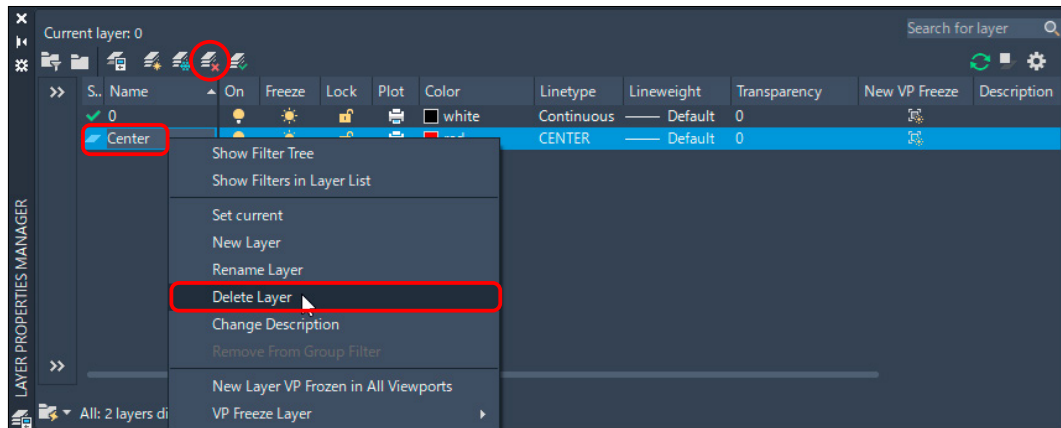 Current layer: 0
Search for layer
S.. Name On Freeze Lock Plot Color Linetype Lineweight Transparency New VP Freeze Description
0 white Continuous Default 0
Center red CENTER Default 0
Show Filter Tree
Show Filters in Layer List
Set current
New Layer
Rename Layer
Delete Layer
Change Description
Remove From Group Filter
New Layer VP Frozen in All Viewports
VP Freeze Layer
All: 2 layers di
LAYER PROPERTIES MANAGER